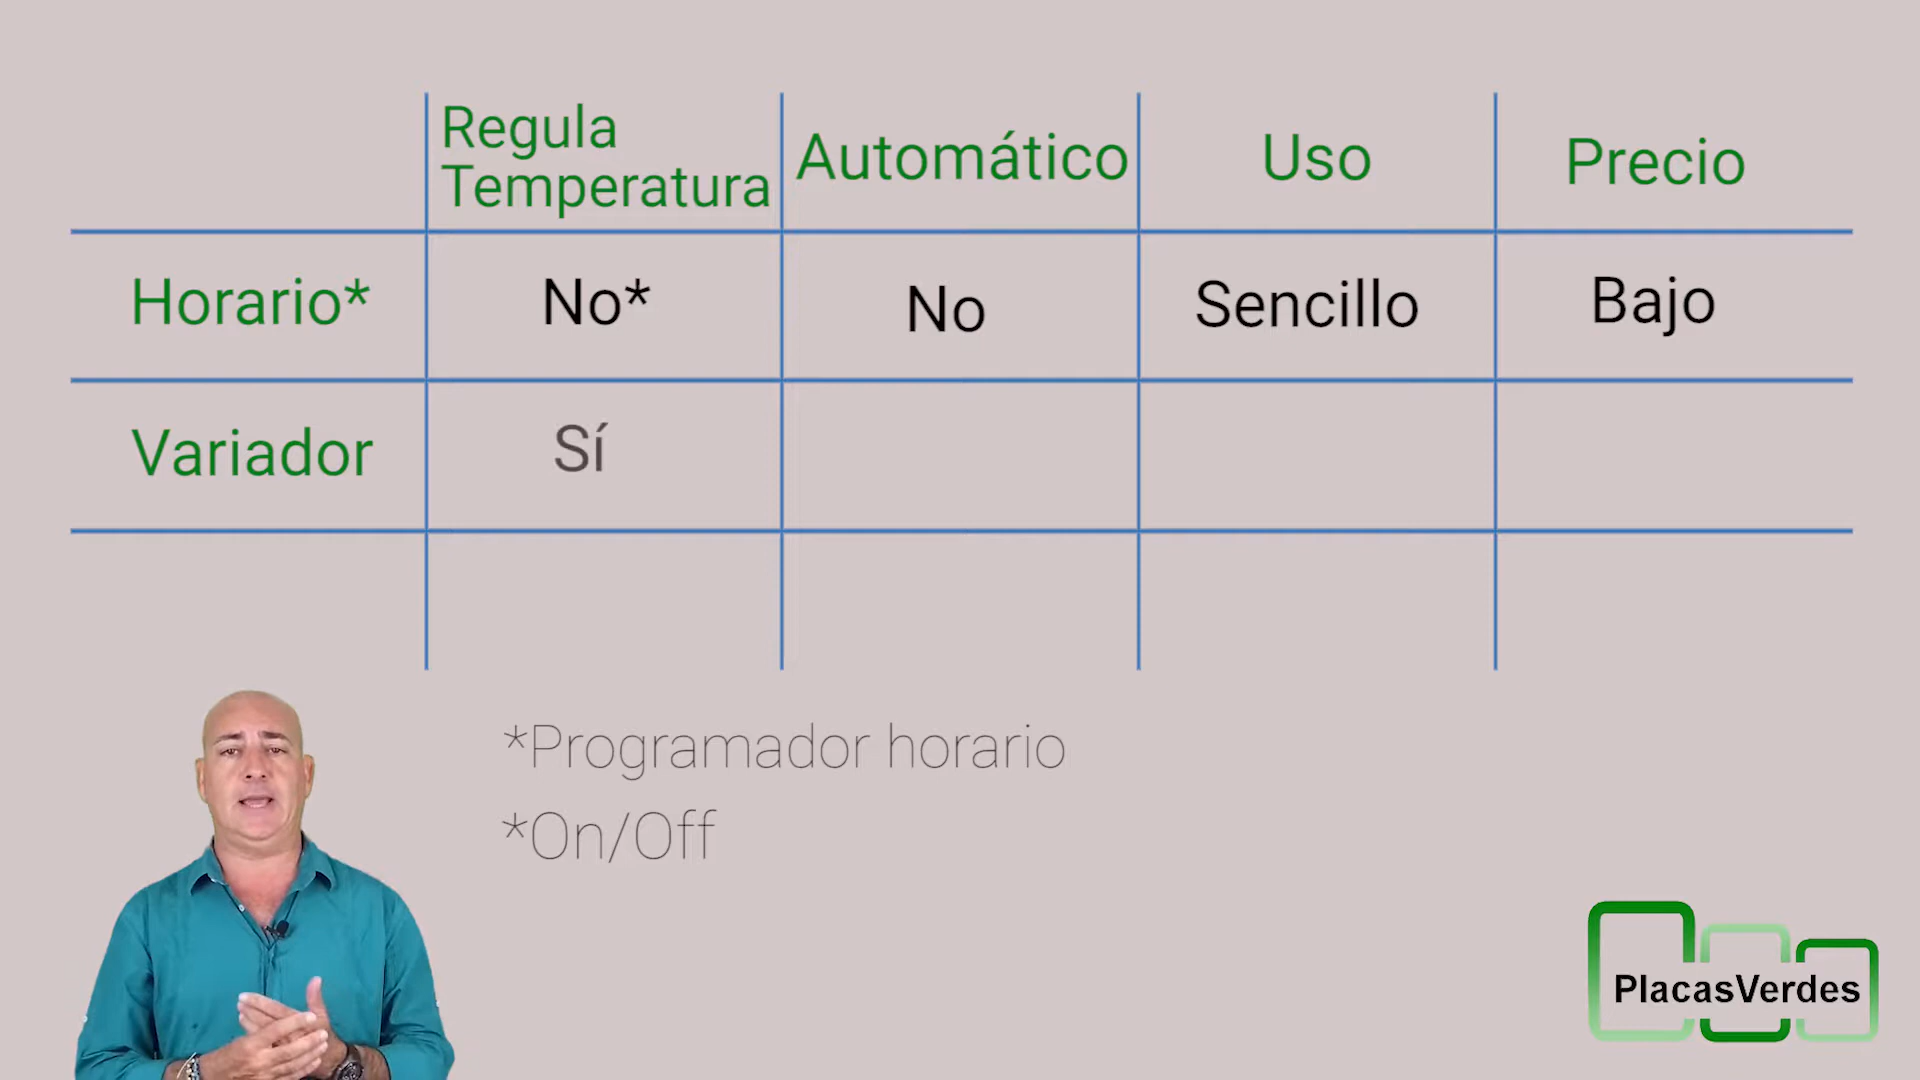 Regula
Temperatura
Automático
Uso
Precio
Horario*
No*
No
Sencillo
Bajo
Variador
Sí
*Programador horario
*On/Off
PlacasVerdes